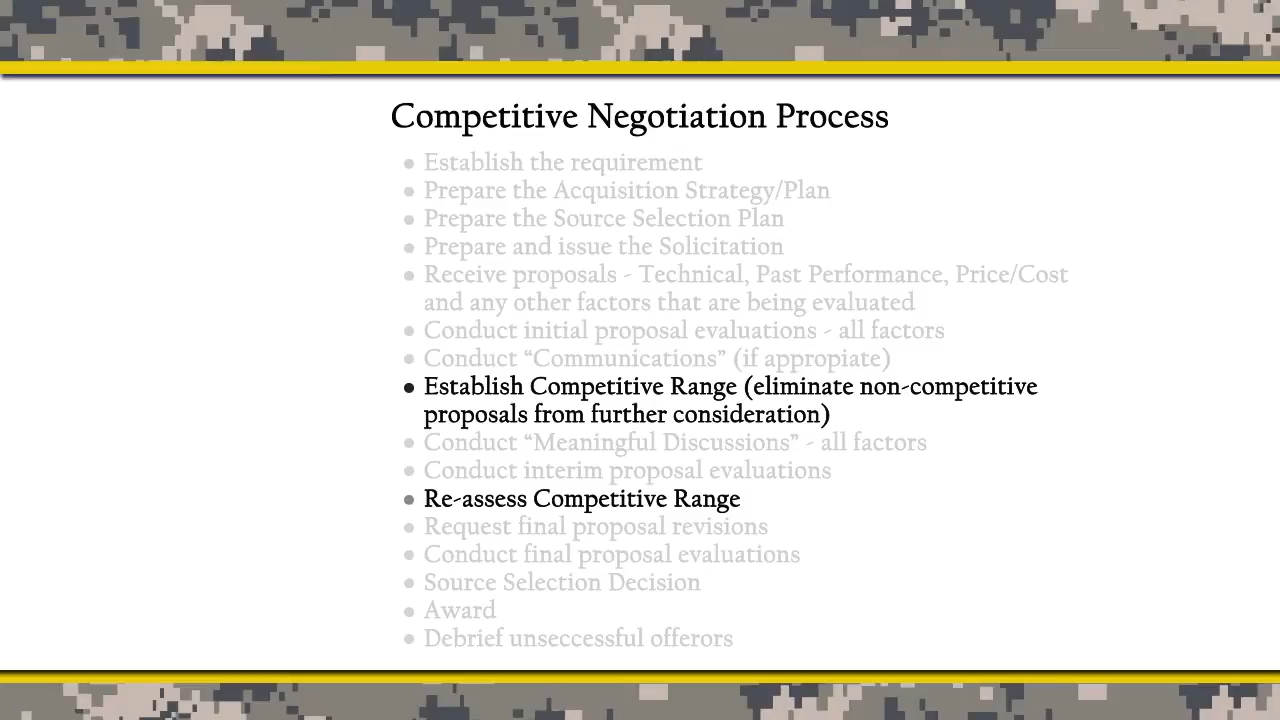 Competitive Negotiation Process
• Establish the requirement
• Prepare the Acquisition Strategy/Plan
• Prepare the Source Selection Plan
• Prepare and issue the Solicitation
• Receive proposals - Technical, Past Performance, Price/Cost
and any other factors that are being evaluated
• Conduct initial proposal evaluations - all factors
• Conduct “Communications” (if appropiate)
• Establish Competitive Range (eliminate non-competitive
proposals from further consideration)
• Conduct “Meaningful Discussions” - all factors
• Conduct interim proposal evaluations
• Re-assess Competitive Range
• Request final proposal revisions
• Conduct final proposal evaluations
• Source Selection Decision
• Award
• Debrief unseccessful offerors